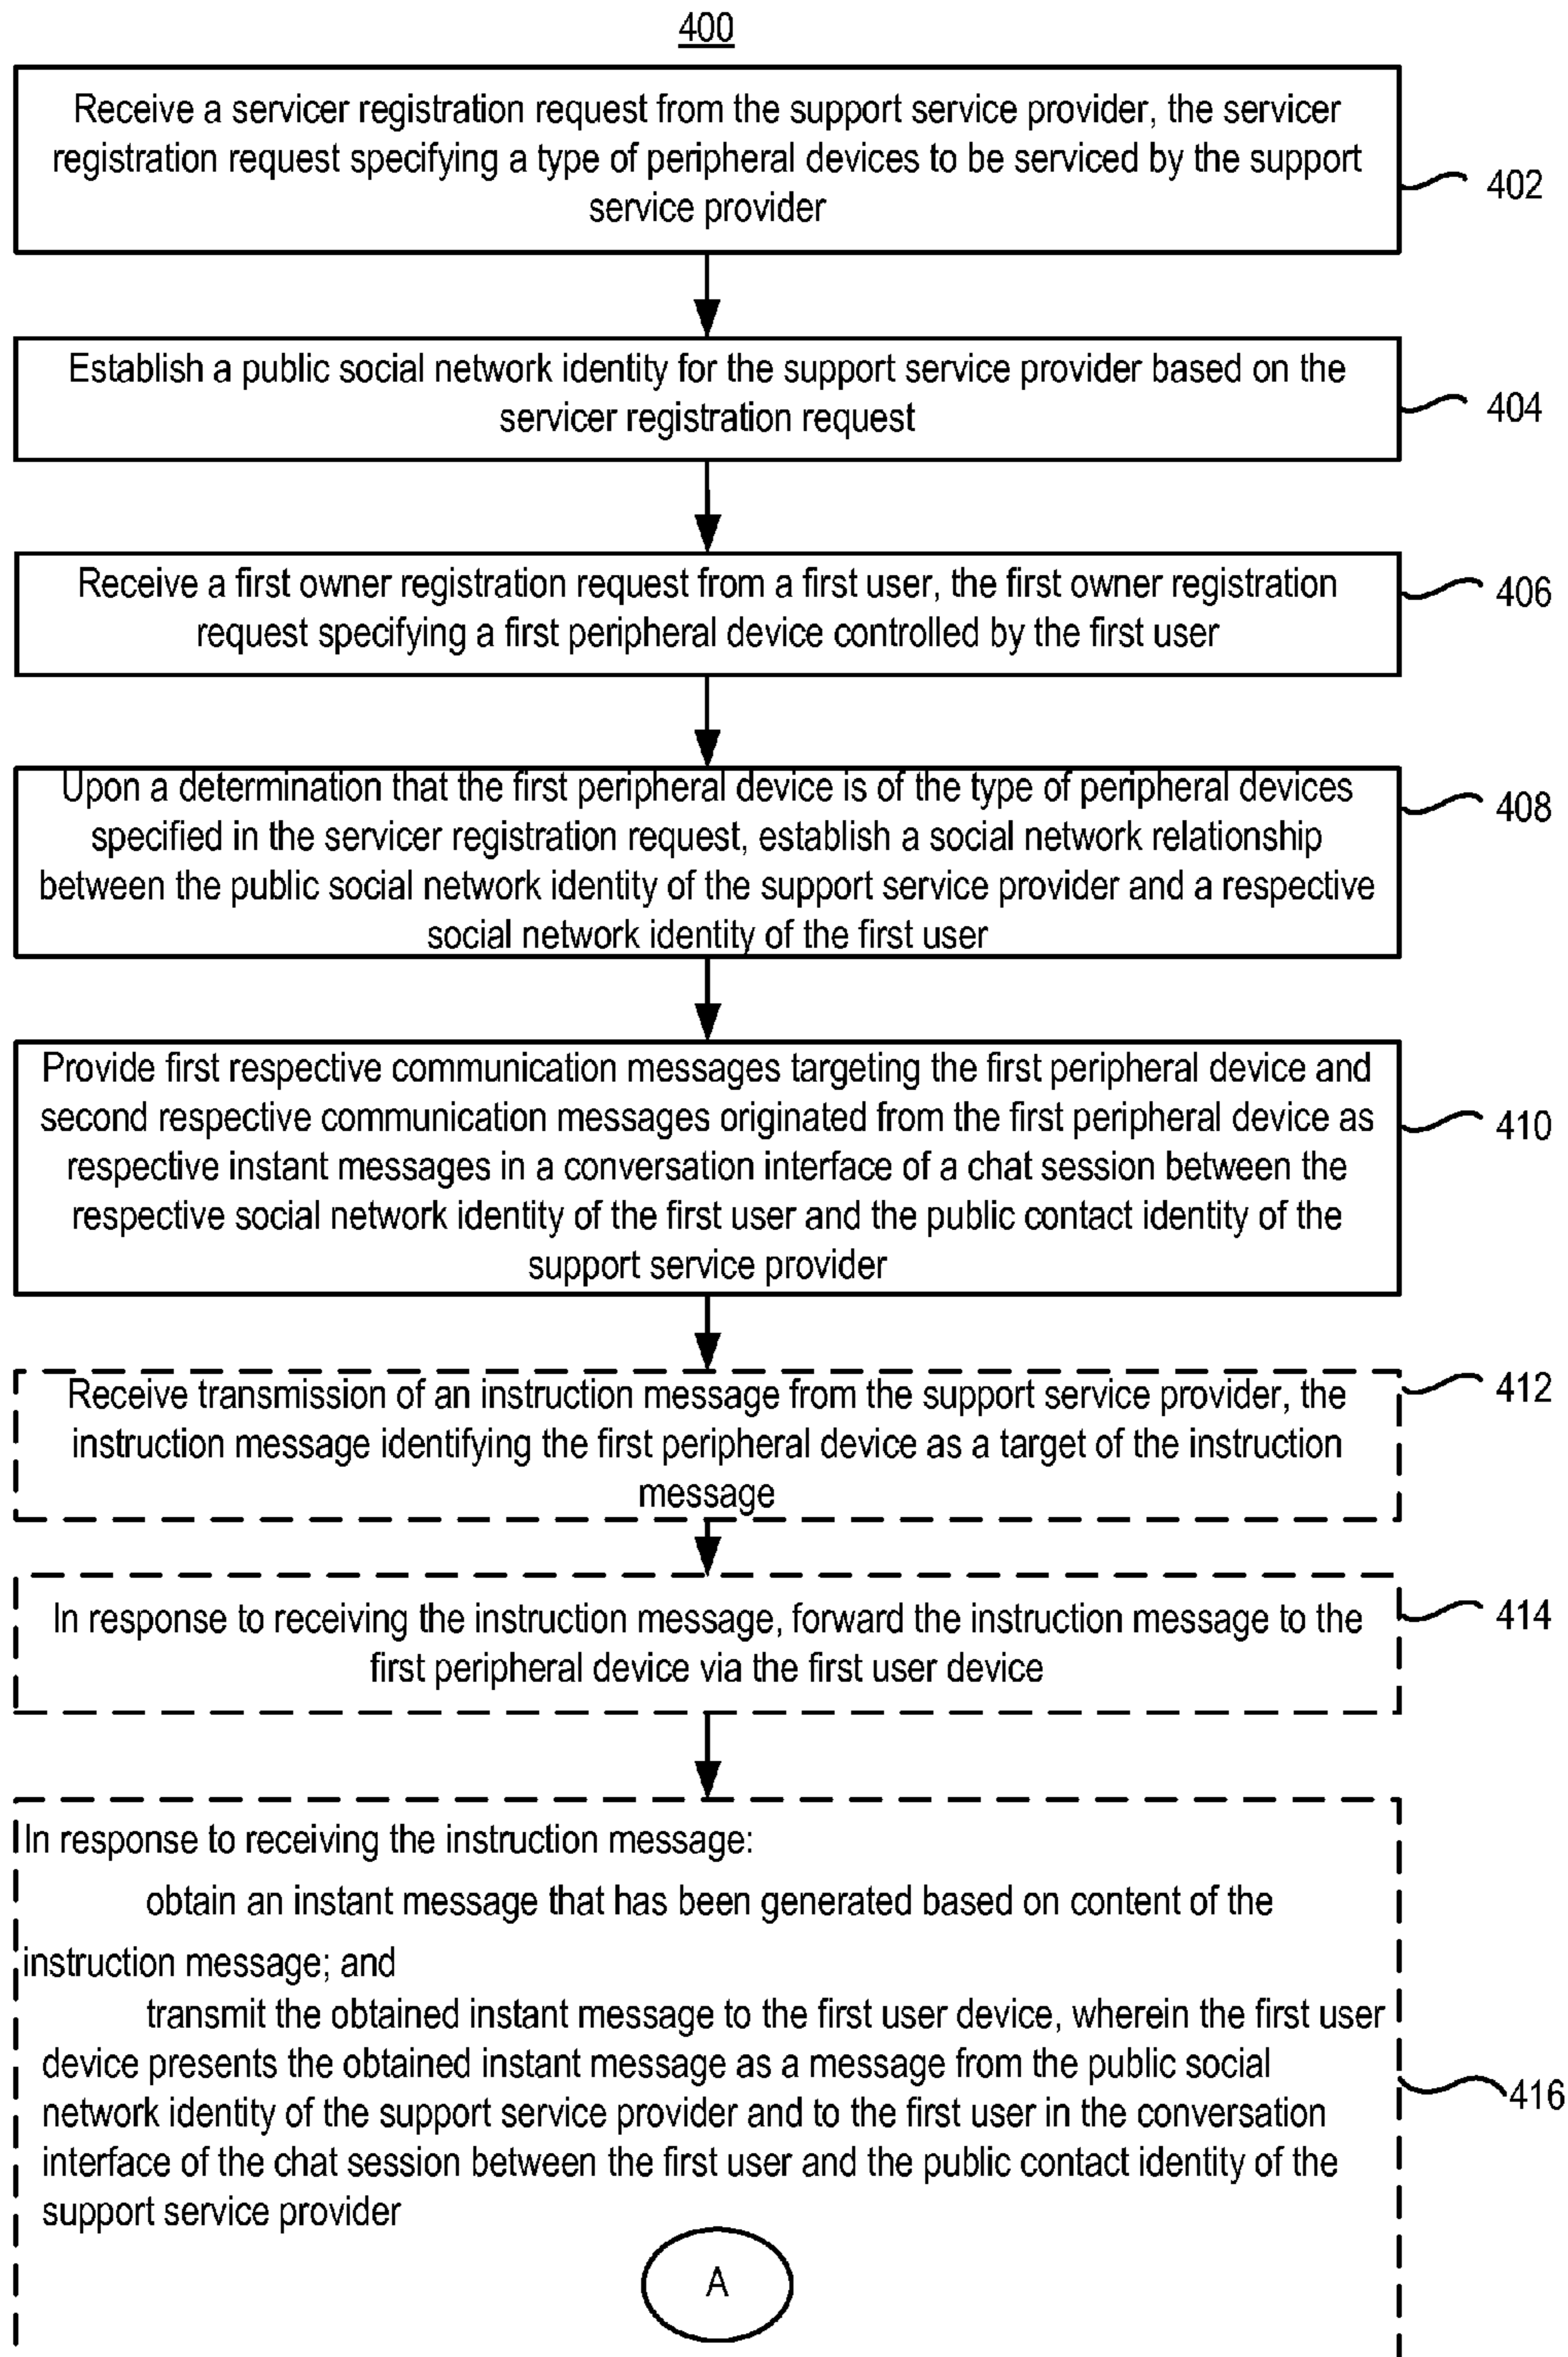 400
Receive a servicer registration request from the support service provider, the servicer
registration request specifying a type of peripheral devices to be serviced by the support
service provider
402
Establish a public social network identity for the support service provider based on the
servicer registration request
404
Receive a first owner registration request from a first user, the first owner registration
request specifying a first peripheral device controlled by the first user
406
Upon a determination that the first peripheral device is of the type of peripheral devices
specified in the servicer registration request, establish a social network relationship
between the public social network identity of the support service provider and a respective
social network identity of the first user
408
Provide first respective communication messages targeting the first peripheral device and
second respective communication messages originated from the first peripheral device as
respective instant messages in a conversation interface of a chat session between the
respective social network identity of the first user and the public contact identity of the
support service provider
410
Receive transmission of an instruction message from the support service provider, the
instruction message identifying the first peripheral device as a target of the instruction
message
412
In response to receiving the instruction message, forward the instruction message to the
first peripheral device via the first user device
414
In response to receiving the instruction message:
obtain an instant message that has been generated based on content of the
instruction message; and
transmit the obtained instant message to the first user device, wherein the first user
device presents the obtained instant message as a message from the public social
network identity of the support service provider and to the first user in the conversation
interface of the chat session between the first user and the public contact identity of the
support service provider
416
A